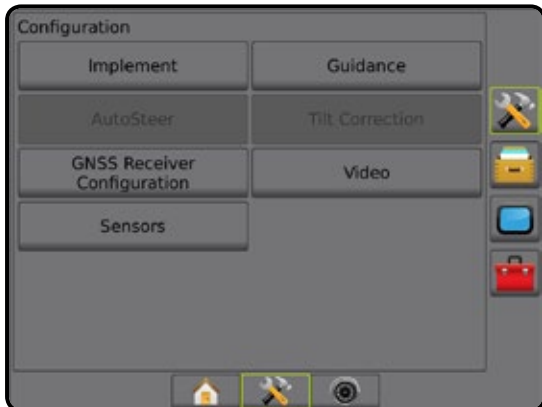 Configuration
Implement
Guidance
AutoSteer
Tilt Correction
GNSS Receiver
Configuration
Video
Sensors